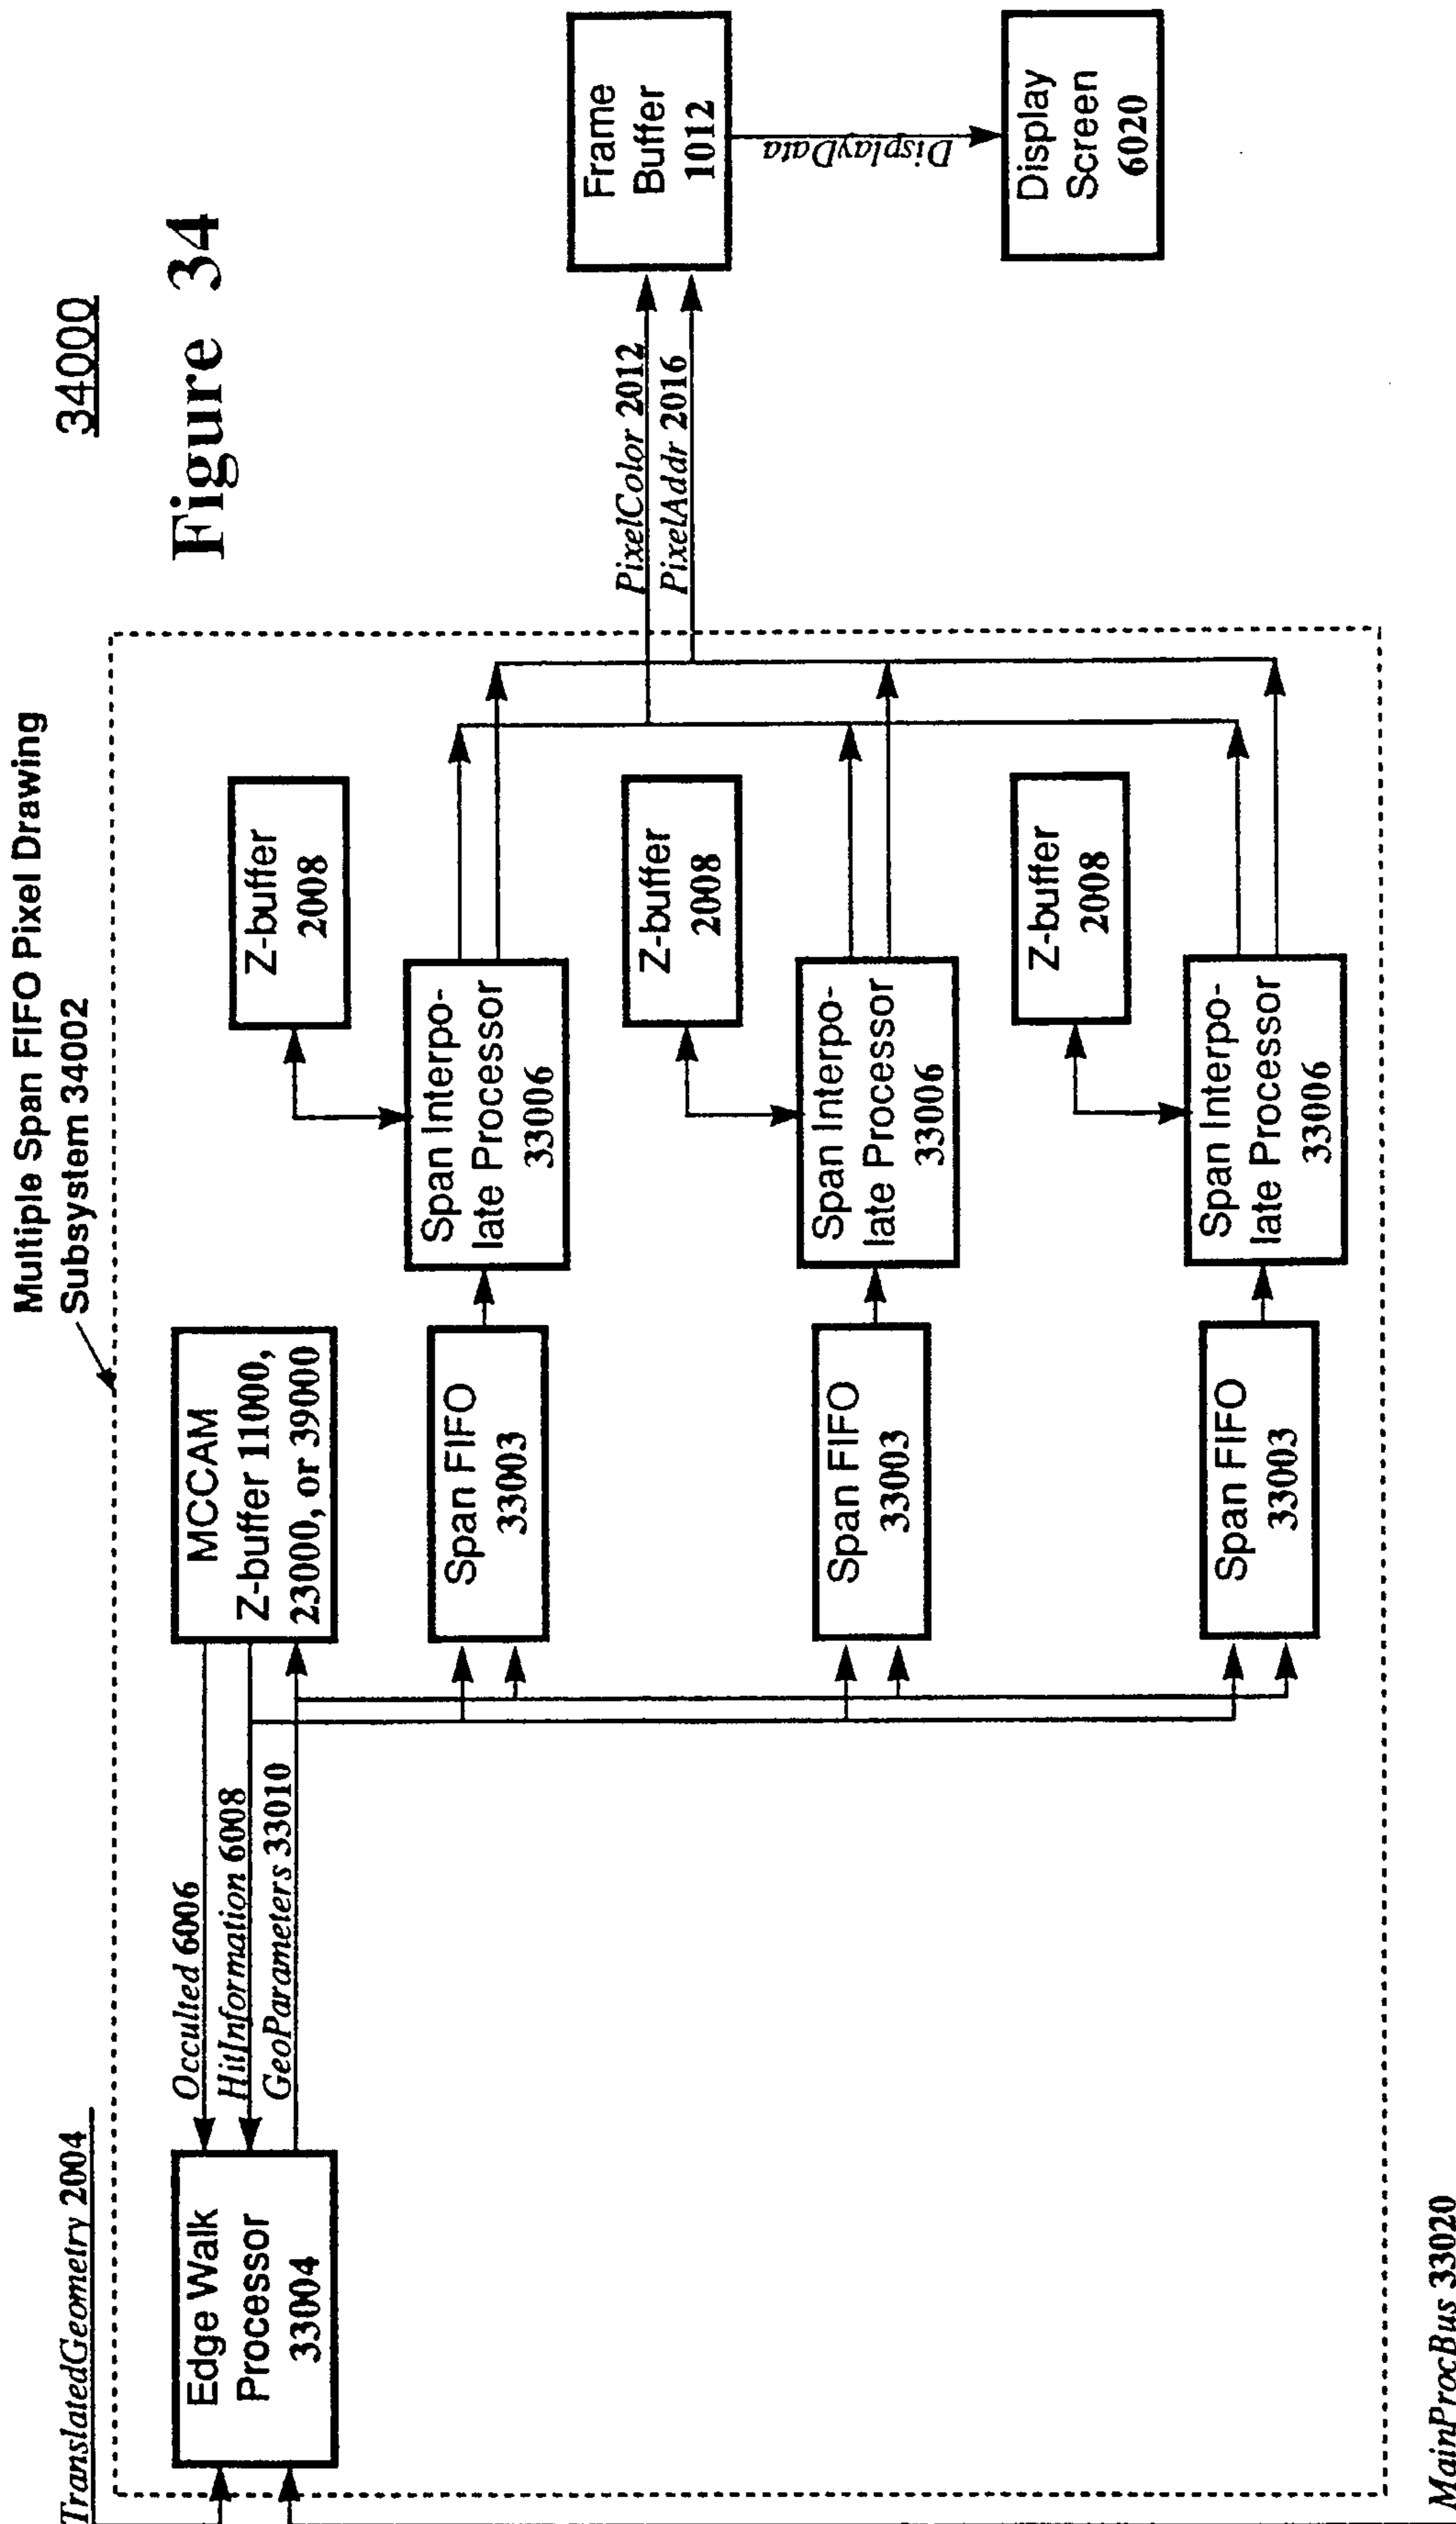 34000
Figure 34
Multiple Span FIFO Pixel Drawing
Subsystem 34002
TranslatedGeometry 2004
MainProcBus 33020
Edge Walk
Processor
33004
Occulted 6006
HitInformation 6008
GeoParameters 33010
MCCAM
Z-buffer 11000,
23000, or 39000
Span FIFO
33003
Span Interpo-
late Processor
33006
Z-buffer
2008
Span FIFO
33003
Span Interpo-
late Processor
33006
Z-buffer
2008
Span FIFO
33003
Span Interpo-
late Processor
33006
Z-buffer
2008
PixelColor 2012
PixelAddr 2016
Frame
Buffer
1012
DisplayData
Display
Screen
6020